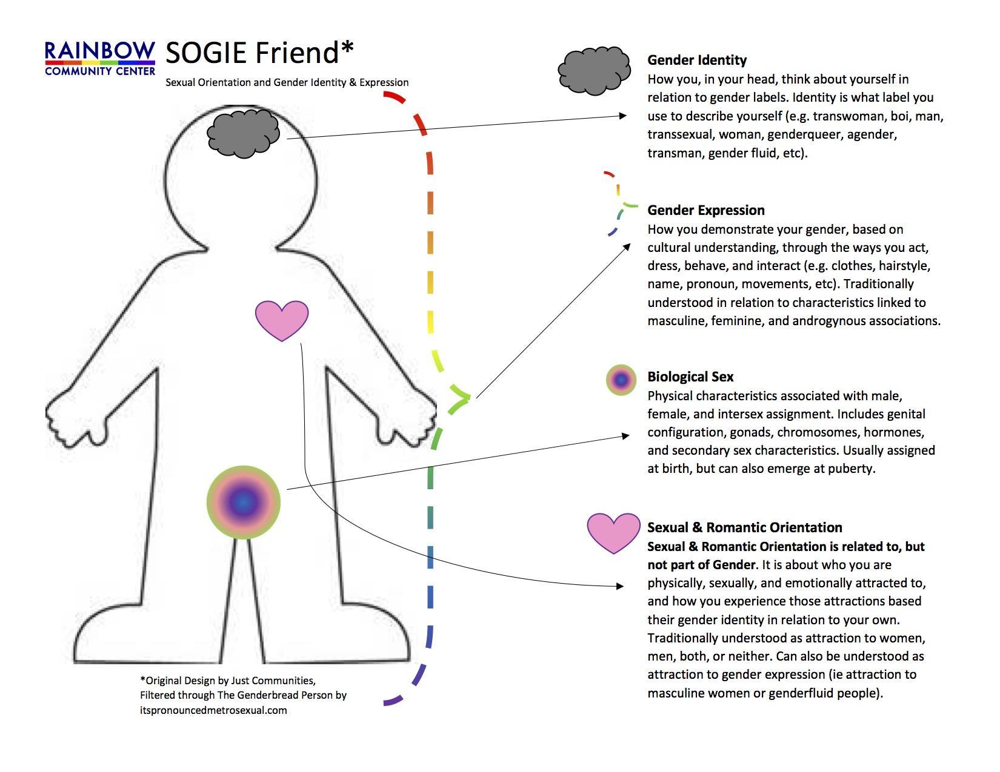 RAINBOW
COMMUNITY CENTER
SOGIE Friend*
Sexual Orientation and Gender Identity & Expression
Gender Identity
How you, in your head, think about yourself in
relation to gender labels. Identity is what label you
use to describe yourself (e.g. transwoman, boi, man,
transsexual, woman, genderqueer, agender,
transman, gender fluid, etc).
Gender Expression
How you demonstrate your gender, based on
cultural understanding, through the ways you act,
dress, behave, and interact (e.g. clothes, hairstyle,
name, pronoun, movements, etc). Traditionally
understood in relation to characteristics linked to
masculine, feminine, and androgynous associations.
Biological Sex
Physical characteristics associated with male,
female, and intersex assignment. Includes genital
configuration, gonads, chromosomes, hormones,
and secondary sex characteristics. Usually assigned
at birth, but can also emerge at puberty.
Sexual & Romantic Orientation
Sexual & Romantic Orientation is related to, but
not part of Gender. It is about who you are
physically, sexually, and emotionally attracted to,
and how you experience those attractions based
their gender identity in relation to your own.
Traditionally understood as attraction to women,
men, both, or neither. Can also be understood as
attraction to gender expression (ie attraction to
masculine women or genderfluid people).
*Original Design by Just Communities,
Filtered through The Genderbread Person by
itspronouncedmetrosexual.com